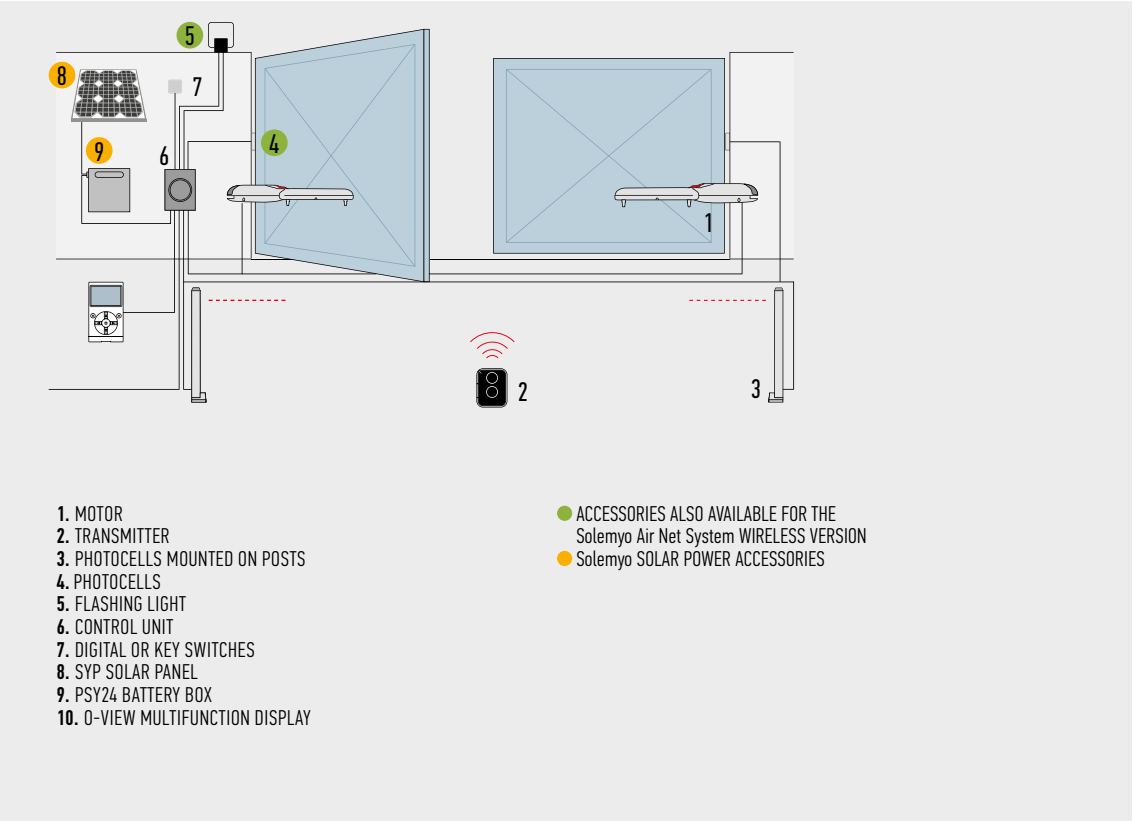 5
8
7
9
6
4
1
2
3
1. MOTOR
2. TRANSMITTER
3. PHOTOCELLS MOUNTED ON POSTS
4. PHOTOCELLS
5. FLASHING LIGHT
6. CONTROL UNIT
7. DIGITAL OR KEY SWITCHES
8. SYP SOLAR PANEL
9. PSY24 BATTERY BOX
10. O-VIEW MULTIFUNCTION DISPLAY
ACCESSORIES ALSO AVAILABLE FOR THE
Solemyo Air Net System WIRELESS VERSION
Solemyo SOLAR POWER ACCESSORIES